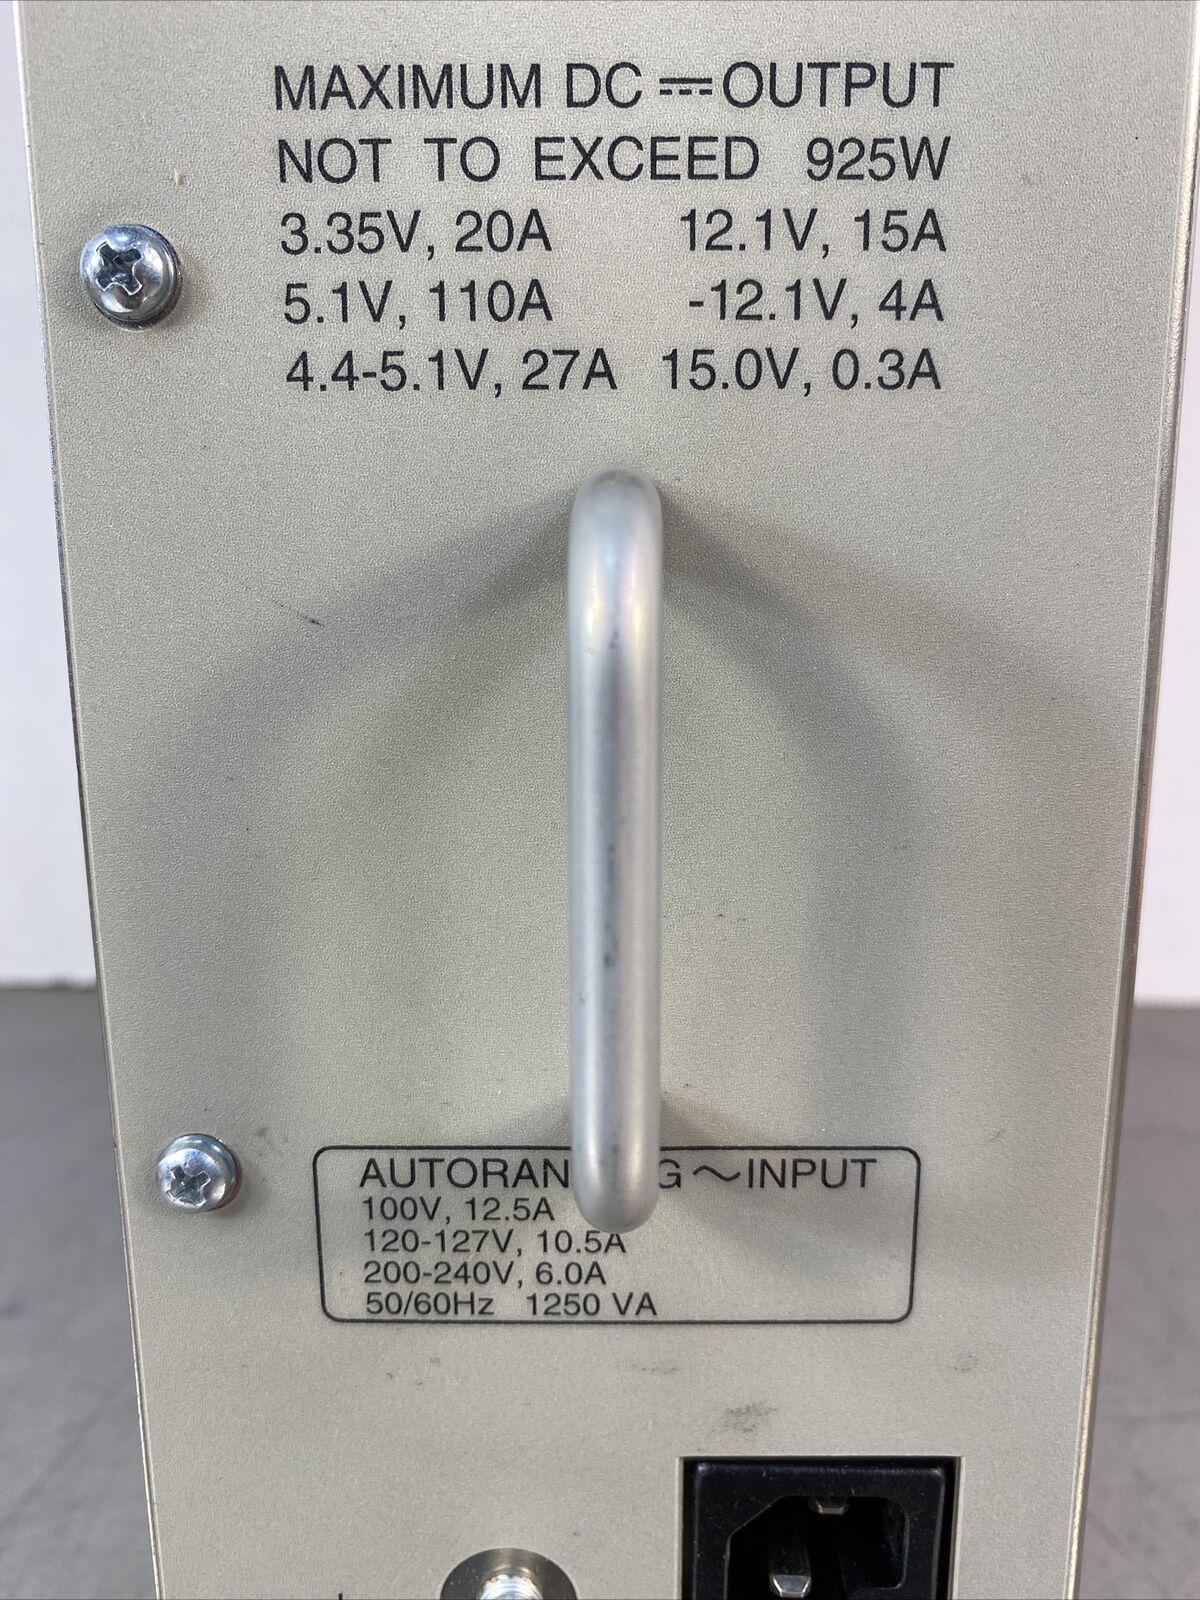 MAXIMUM DC ⎓ OUTPUT
NOT TO EXCEED 925W
3.35V, 20A 12.1V, 15A
5.1V, 110A -12.1V, 4A
4.4-5.1V, 27A 15.0V, 0.3A
AUTORAN G ~ INPUT
100V, 12.5A
120-127V, 10.5A
200-240V, 6.0A
50/60Hz 1250 VA